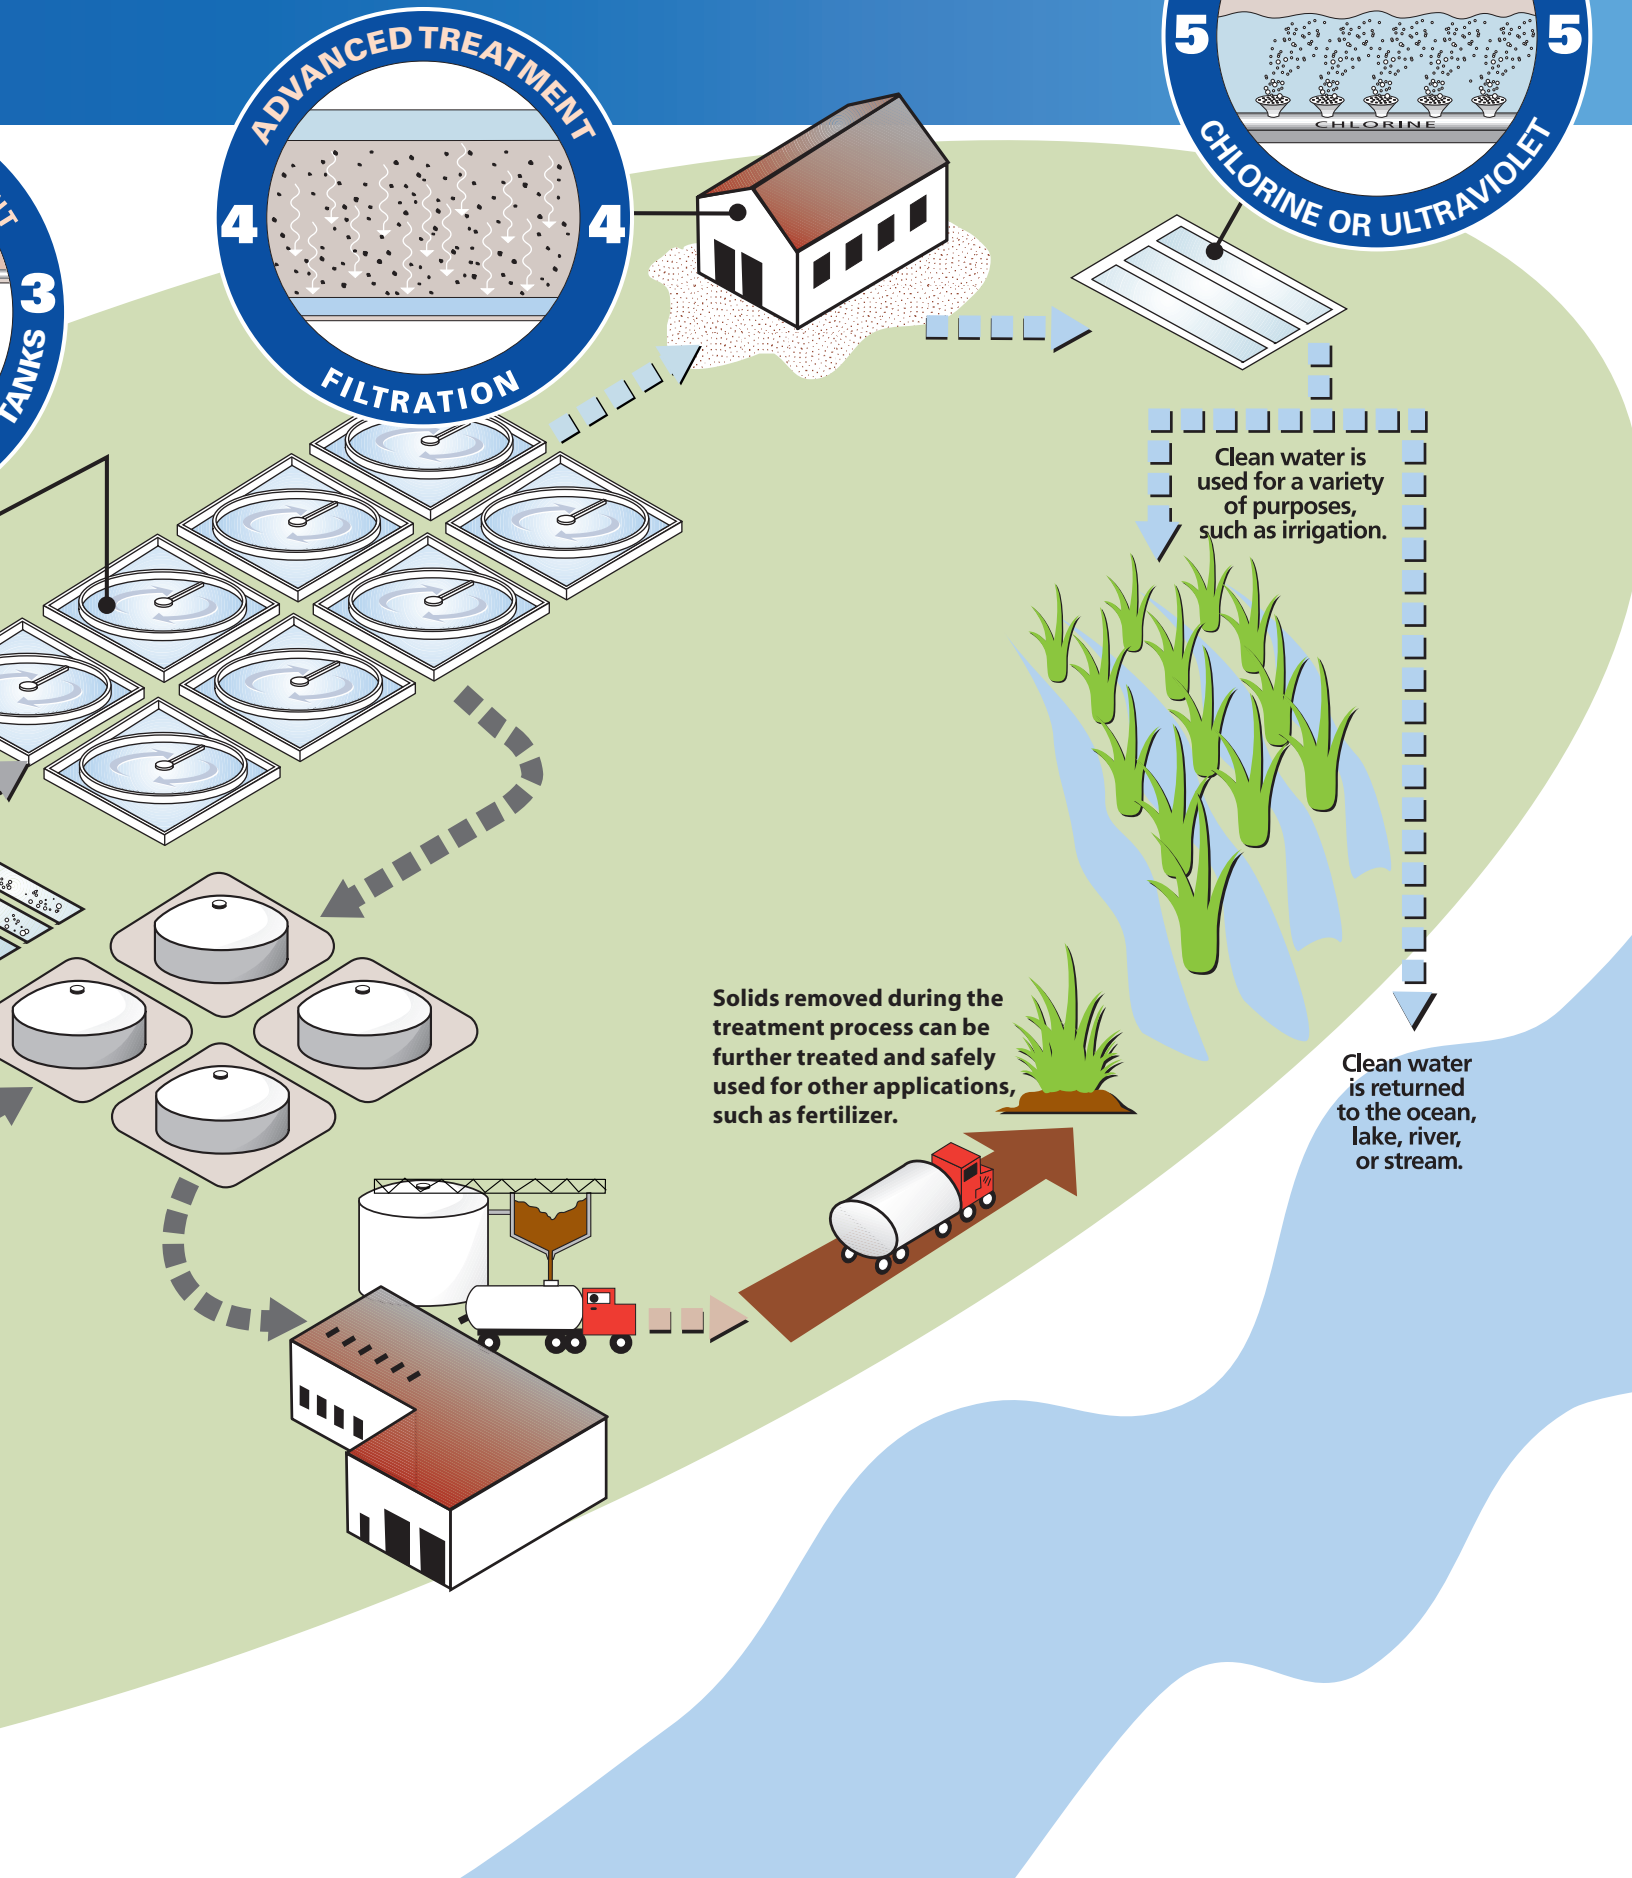 ADVANCED TREATMENT
4 4
FILTRATION
5 5
CHLORINE
CHLORINE OR ULTRAVIOLET
3
TANKS
Clean water is
used for a variety
of purposes,
such as irrigation.
Solids removed during the
treatment process can be
further treated and safely
used for other applications,
such as fertilizer.
Clean water
is returned
to the ocean,
lake, river,
or stream.